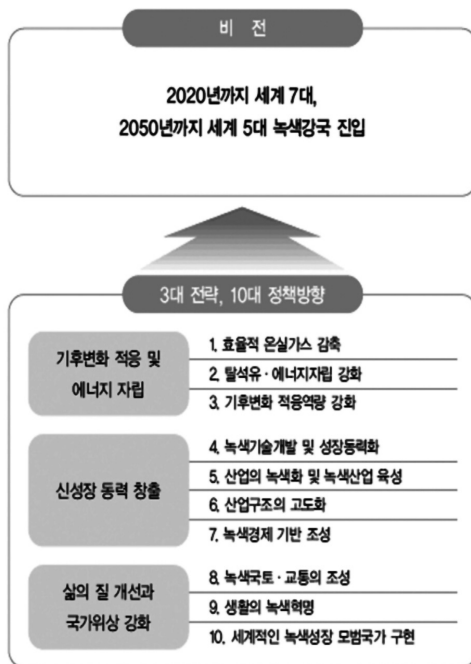 비 전
2020년까지 세계 7대,
2050년까지 세계 5대 녹색강국 진입
3대 전략, 10대 정책방향
기후변화 적응 및
에너지 자립
1. 효율적 온실가스 감축
2. 탈석유·에너지자립 강화
3. 기후변화 적응역량 강화
신성장 동력 창출
4. 녹색기술개발 및 성장동력화
5. 산업의 녹색화 및 녹색산업 육성
6. 산업구조의 고도화
7. 녹색경제 기반 조성
삶의 질 개선과
국가위상 강화
8. 녹색국토·교통의 조성
9. 생활의 녹색혁명
10. 세계적인 녹색성장 모범국가 구현